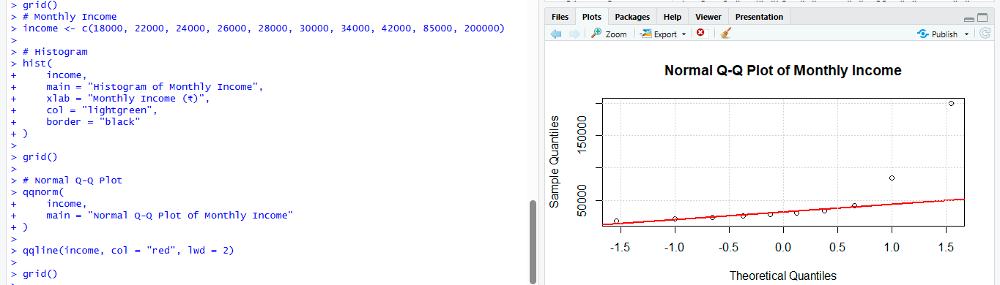 > grid()
> # Monthly Income
> income <- c(18000, 22000, 24000, 26000, 28000, 30000, 34000, 42000, 85000, 200000)
>
> # Histogram
> hist(
+     income,
+     main = "Histogram of Monthly Income",
+     xlab = "Monthly Income (₹)",
+     col = "lightgreen",
+     border = "black"
+ )
>
> grid()
>
> # Normal Q-Q Plot
> qqnorm(
+     income,
+     main = "Normal Q-Q Plot of Monthly Income"
+ )
>
> qqline(income, col = "red", lwd = 2)
>
> grid()
>
Files Plots Packages Help Viewer Presentation
Zoom Export Publish
Normal Q-Q Plot of Monthly Income
Sample Quantiles
150000
50000
-1.5 -1.0 -0.5 0.0 0.5 1.0 1.5
Theoretical Quantiles